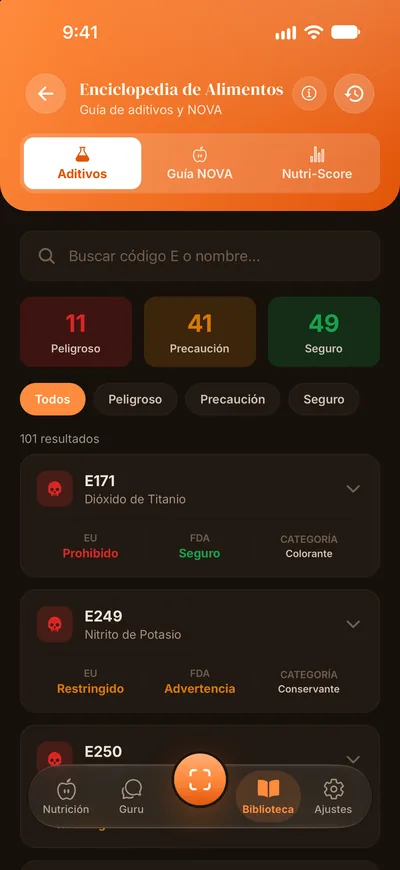 9:41
Enciclopedia de Alimentos
Guía de aditivos y NOVA
Aditivos
Guía NOVA
Nutri-Score
Buscar código E o nombre...
11
Peligroso
41
Precaución
49
Seguro
Todos
Peligroso
Precaución
Seguro
101 resultados
E171
Dióxido de Titanio
EU
Prohibido
FDA
Seguro
CATEGORÍA
Colorante
E249
Nitrito de Potasio
EU
Restringido
FDA
Advertencia
CATEGORÍA
Conservante
E250
Nutrición
Guru
Biblioteca
Ajustes